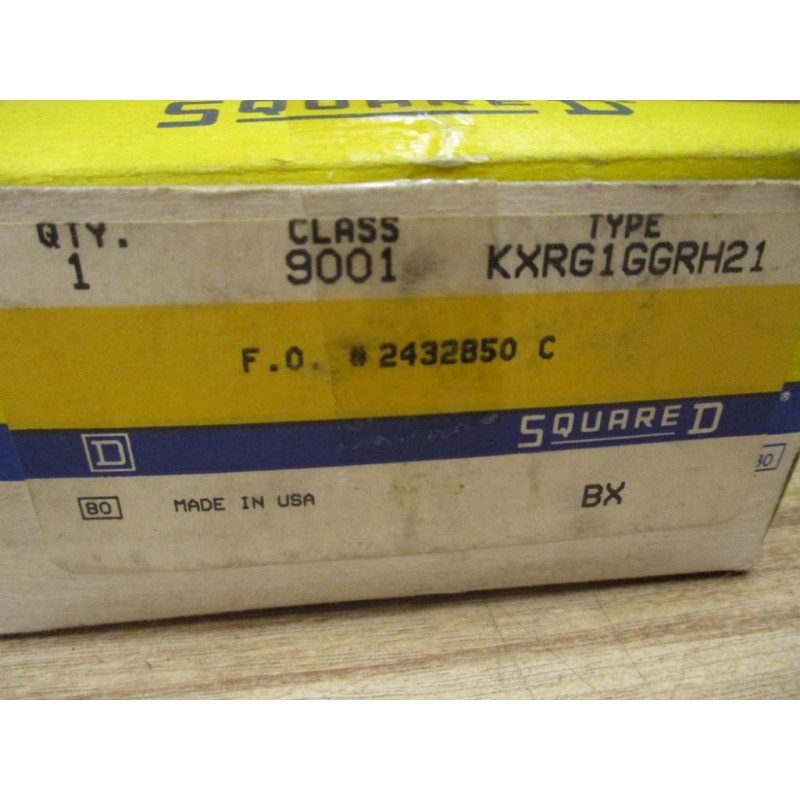 SQUARE D
QTY. CLASS TYPE
1 9001 KXRG1GGRH21
F.O. # 2432850 C
D SQUARE D ®
80 MADE IN USA BX 80